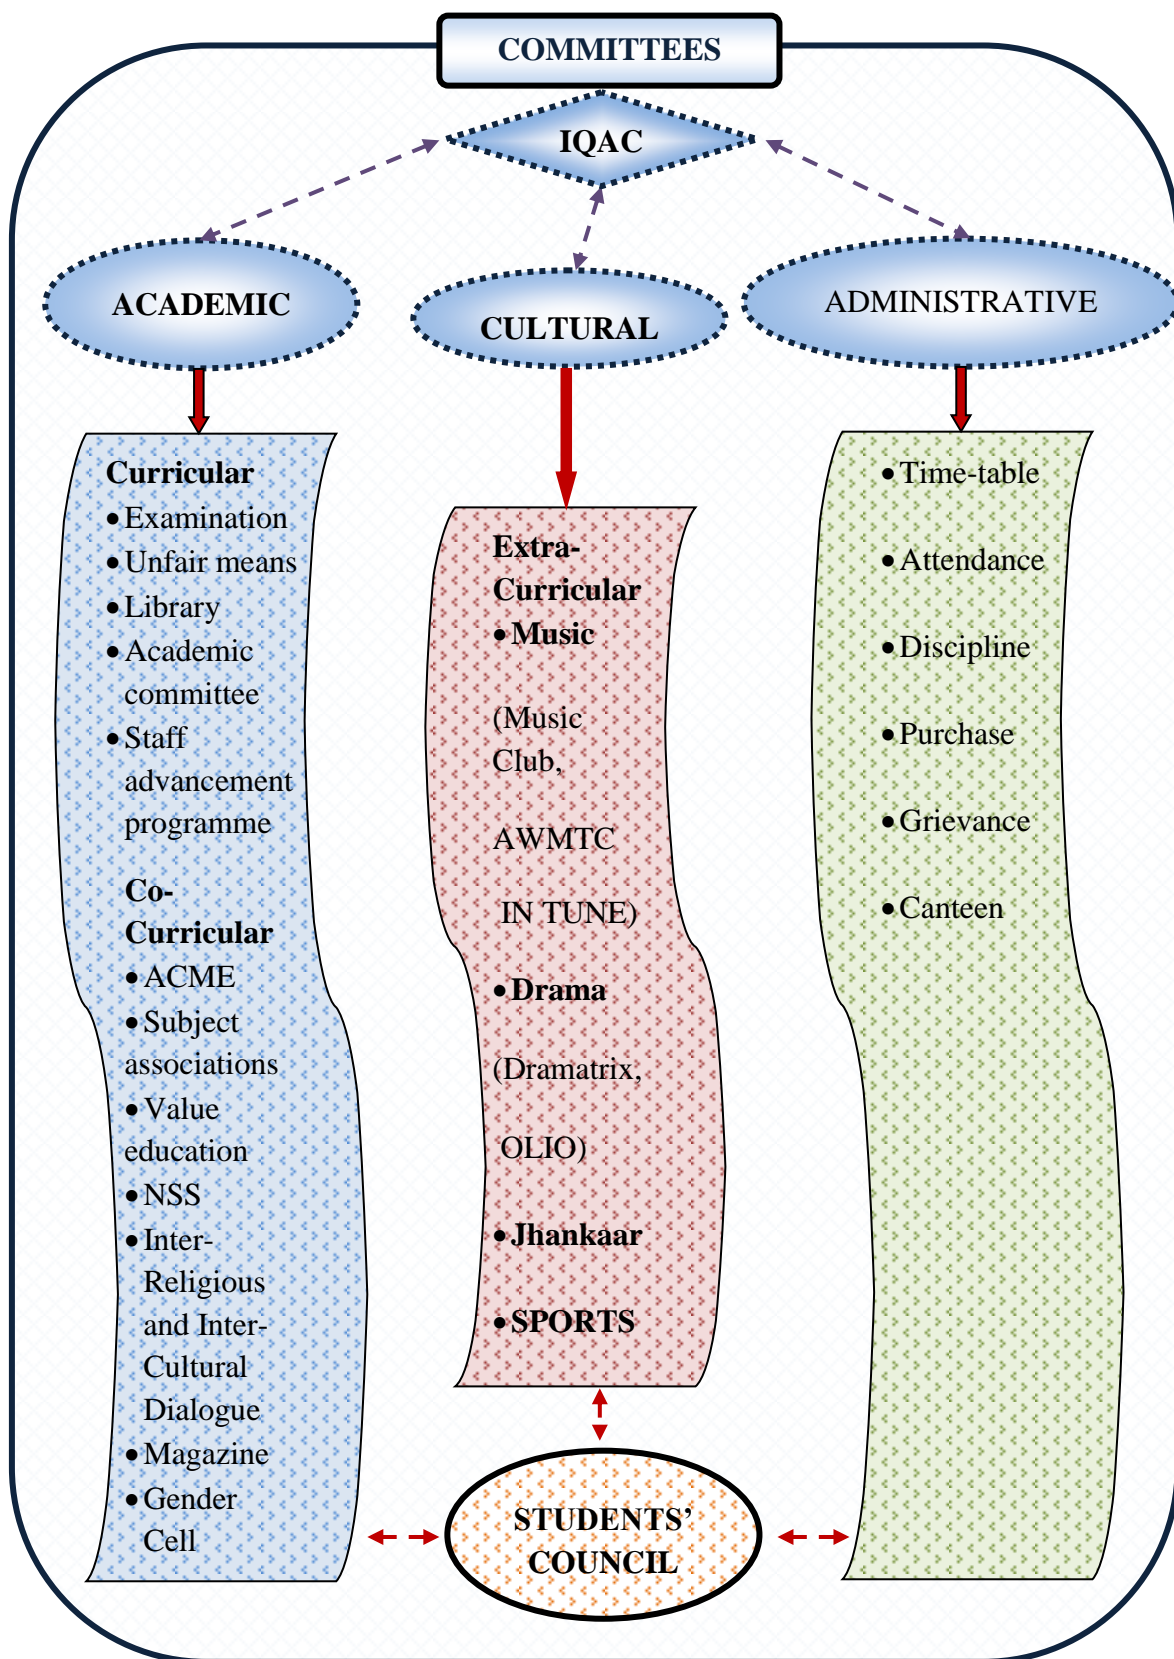 COMMITTEES
IQAC
ACADEMIC
CULTURAL
ADMINISTRATIVE
Curricular
• Examination
• Unfair means
• Library
• Academic
committee
• Staff
advancement
programme
Co-
Curricular
• ACME
• Subject
associations
• Value
education
• NSS
• Inter-
Religious
and Inter-
Cultural
Dialogue
• Magazine
• Gender
Cell
Extra-
Curricular
• Music
(Music
Club,
AWMTC
IN TUNE)
• Drama
(Dramatrix,
OLIO)
• Jhankaar
• SPORTS
• Time-table
• Attendance
• Discipline
• Purchase
• Grievance
• Canteen
STUDENTS’
COUNCIL